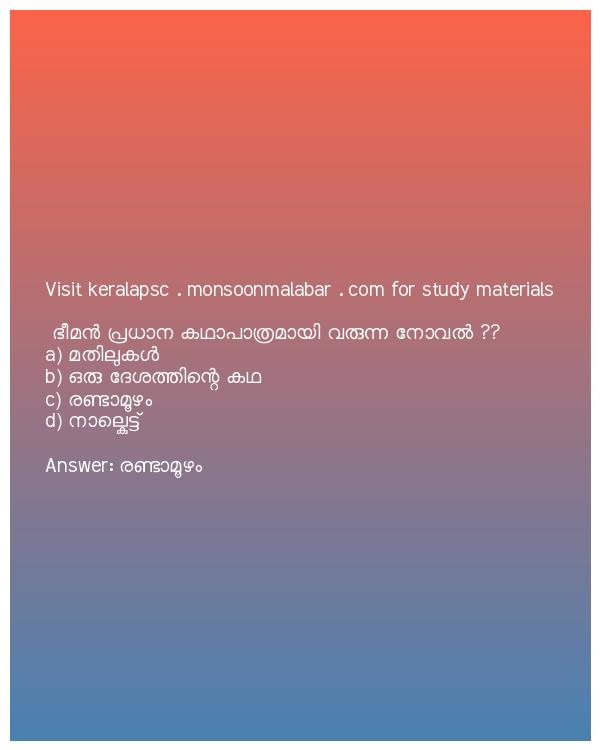 Visit keralapsc . monsoonmalabar . com for study materials
ഭീമൻ പ്രധാന കഥാപാത്രമായി വരുന്ന നോവൽ ??
a) മതിലുകൾ
b) ഒരു ദേശത്തിന്റെ കഥ
c) രണ്ടാമൂഴം
d) നാല്കെട്ട്
Answer: രണ്ടാമൂഴം